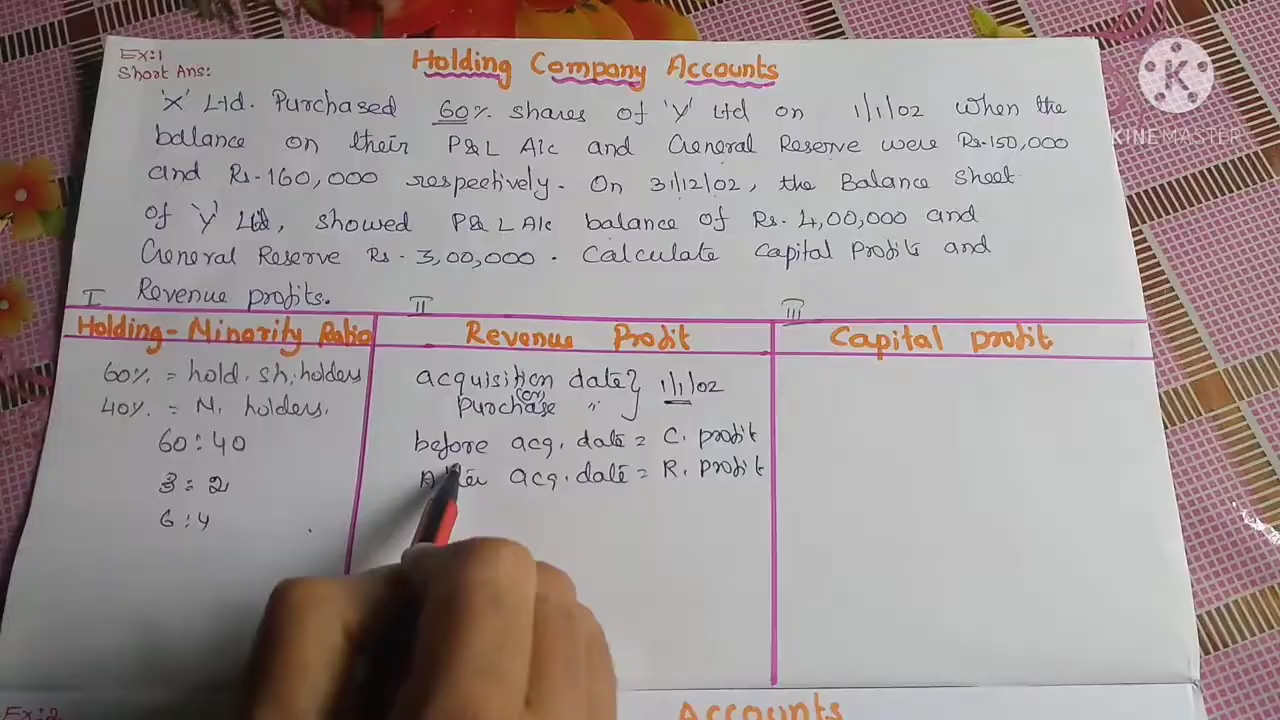 Ex:1
Short Ans:
Holding Company Accounts
'X' Ltd. Purchased 60% shares of 'Y' Ltd on 1/1/02 when the
balance on their P&L A/c and General Reserve were Rs.150,000
and Rs.160,000 respectively. On 31/12/02, the Balance Sheet
of 'Y' Ltd, showed P&L A/c balance of Rs. 4,00,000 and
General Reserve Rs. 3,00,000. Calculate Capital Profits and
Revenue profits.
I
Holding-Minority Ratio
60% = hold. sh. holders
40% = N. holders.
60:40
3:2
6:4
II
Revenue Profit
acquisition date} 1/1/02
(or)
Purchase "
before acq. date = C. profit
acq. date = R. profit
III
Capital profit
Ex:2
Accounts
KINEMASTER